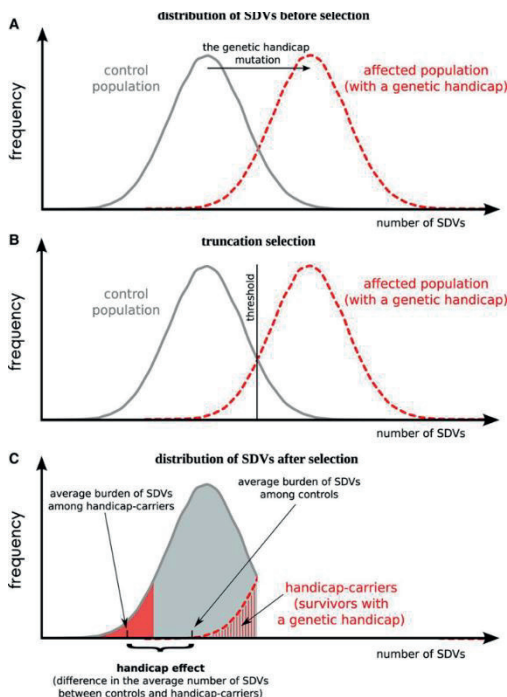 distribution of SDVs before selection
A
the genetic handicap
mutation
control
population
affected population
(with a genetic handicap)
frequency
number of SDVs
B
truncation selection
control
population
threshold
affected population
(with a genetic handicap)
frequency
number of SDVs
C
distribution of SDVs after selection
average burden of SDVs
among handicap-carriers
average burden of SDVs
among controls
frequency
handicap-carriers
(survivors with
a genetic handicap)
number of SDVs
handicap effect
(difference in the average number of SDVs
between controls and handicap-carriers)